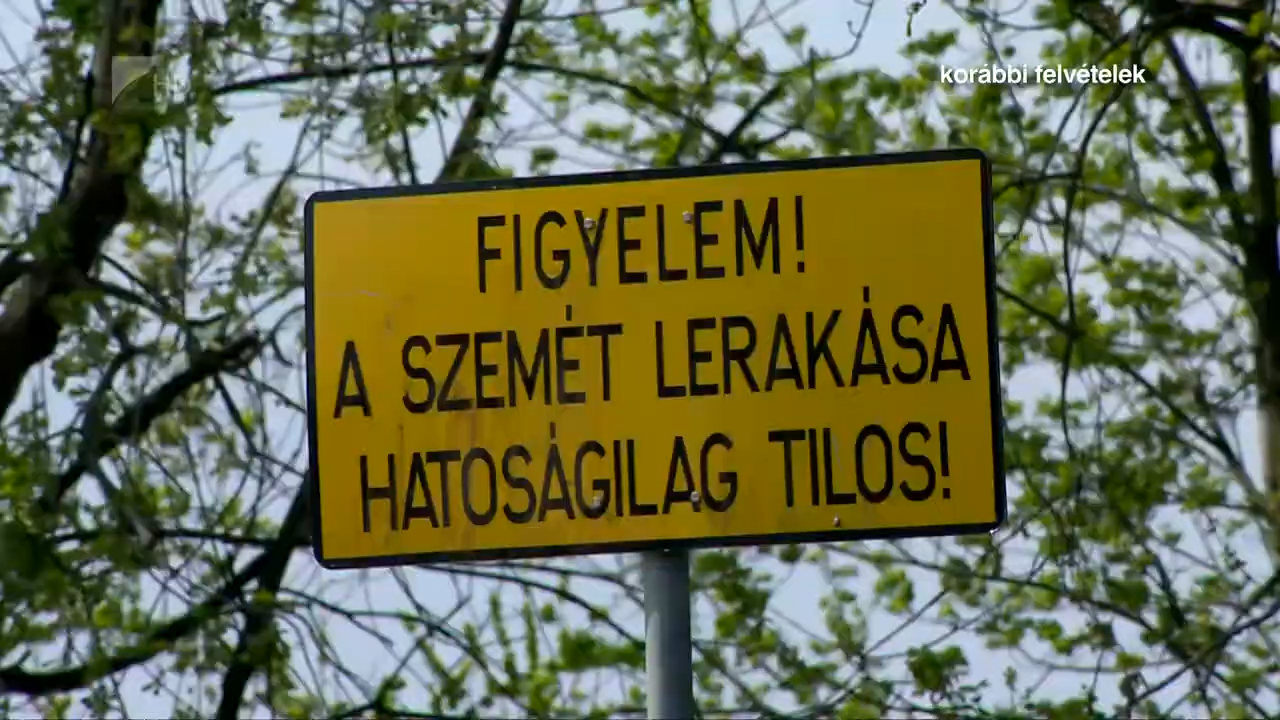 korábbi felvételek
FIGYELEM!
A SZEMÉT LERAKÁSA
HATOSÁGILAG TILOS!